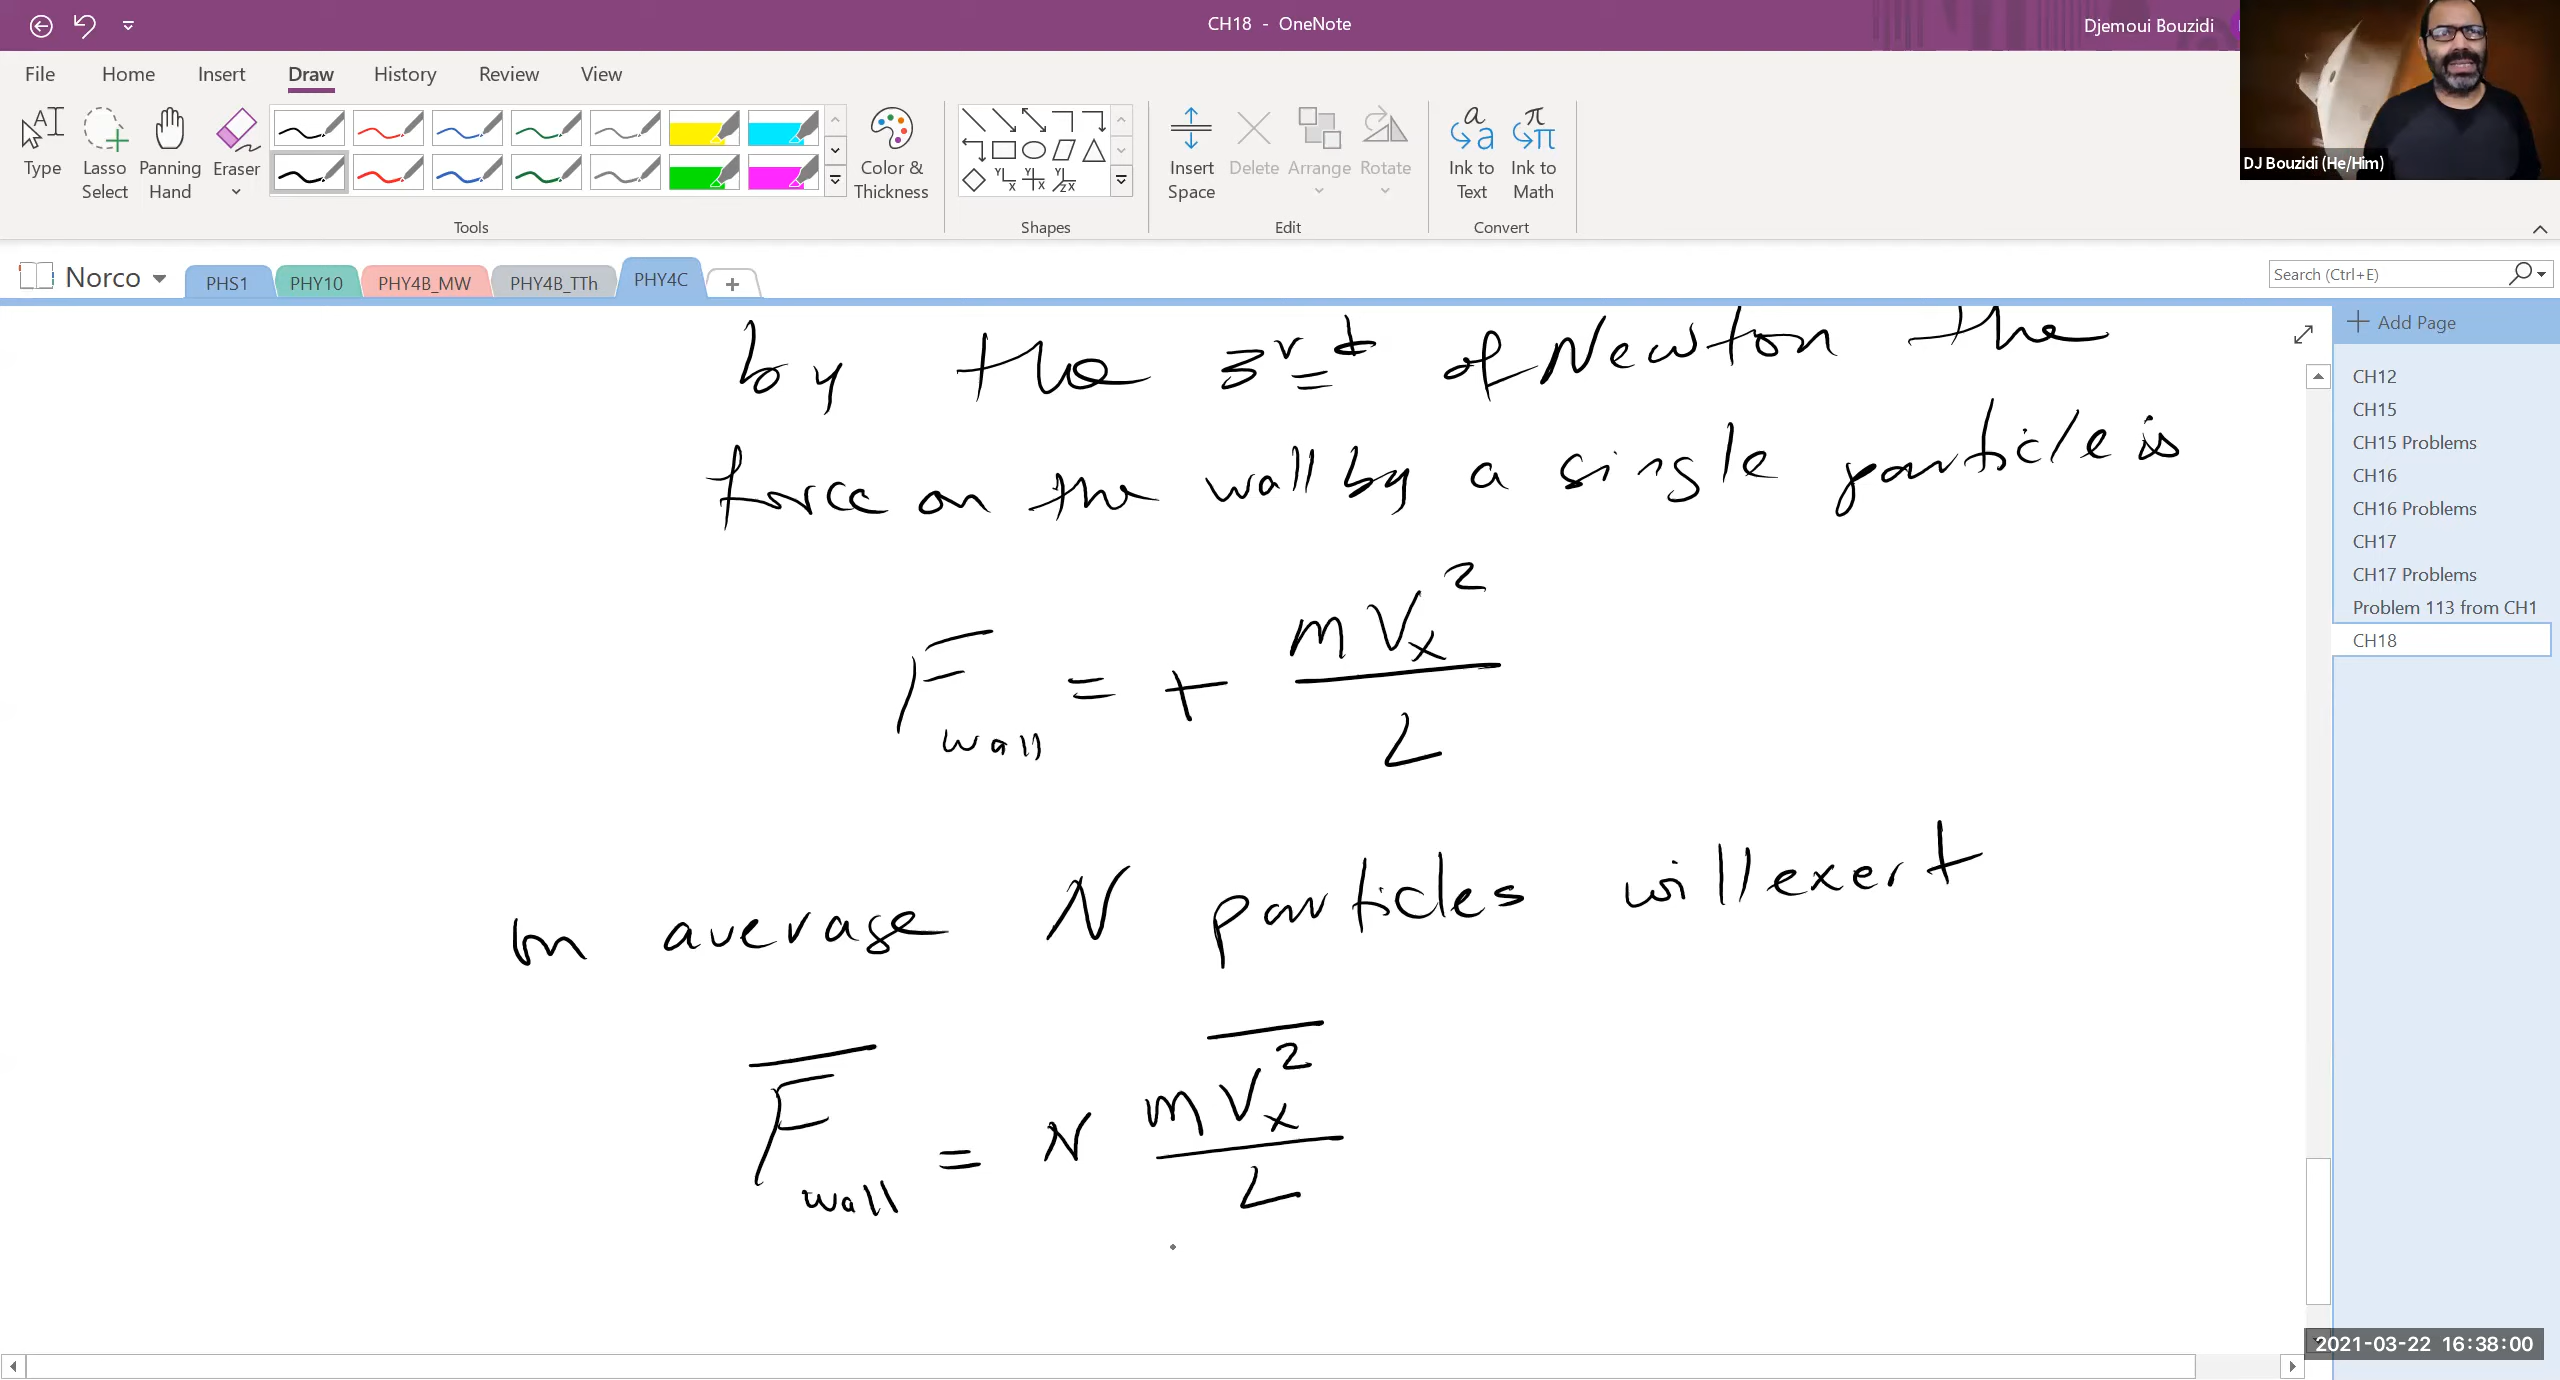 CH18 - OneNote
Djemoui Bouzidi
File Home Insert Draw History Review View
Type
Lasso Select
Panning Hand
Eraser
Color & Thickness
Insert Space
Delete
Arrange
Rotate
Ink to Text
Ink to Math
Tools
Shapes
Edit
Convert
DJ Bouzidi (He/Him)
Norco
PHS1 PHY10 PHY4B_MW PHY4B_TTh PHY4C +
Search (Ctrl+E)
Add Page
CH12
CH15
CH15 Problems
CH16
CH16 Problems
CH17
CH17 Problems
Problem 113 from CH1
CH18
by the 3rd of Newton the
force on the wall by a single particle is
F_wall = + mVx²/L
in average N particles will exert
F̅_wall = N mV̅x̅²̅/L
2021-03-22 16:38:00